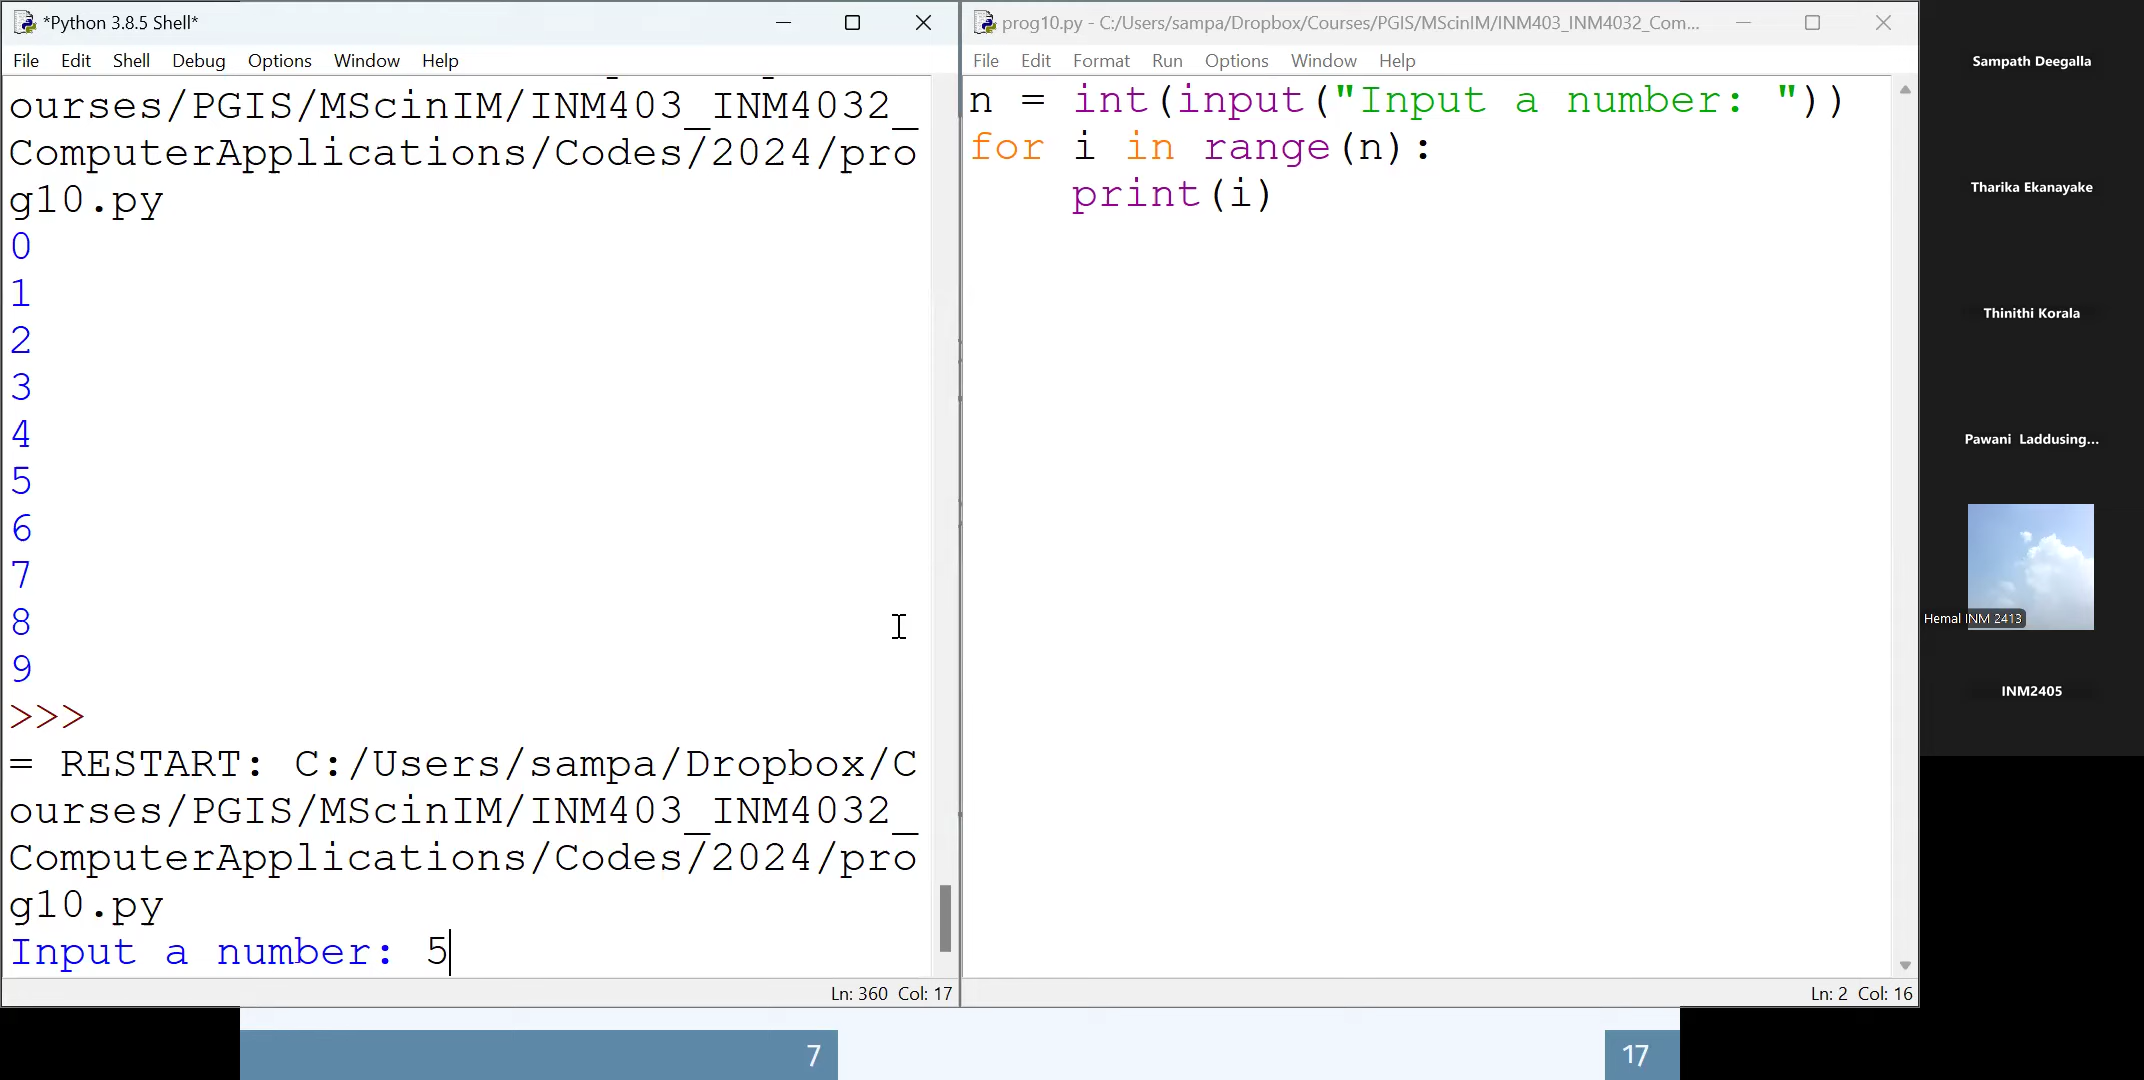 *Python 3.8.5 Shell*
File Edit Shell Debug Options Window Help
ourses/PGIS/MScinIM/INM403_INM4032_
ComputerApplications/Codes/2024/pro
g10.py
0
1
2
3
4
5
6
7
8
9
>>>
= RESTART: C:/Users/sampa/Dropbox/C
ourses/PGIS/MScinIM/INM403_INM4032_
ComputerApplications/Codes/2024/pro
g10.py
Input a number: 5
Ln: 360 Col: 17
prog10.py - C:/Users/sampa/Dropbox/Courses/PGIS/MScinIM/INM403_INM4032_Com...
File Edit Format Run Options Window Help
n = int(input("Input a number: "))
for i in range(n):
    print(i)
Ln: 2 Col: 16
Sampath Deegalla
Tharika Ekanayake
Thinithi Korala
Pawani Laddusing...
Hemal INM 2413
INM2405
7
17